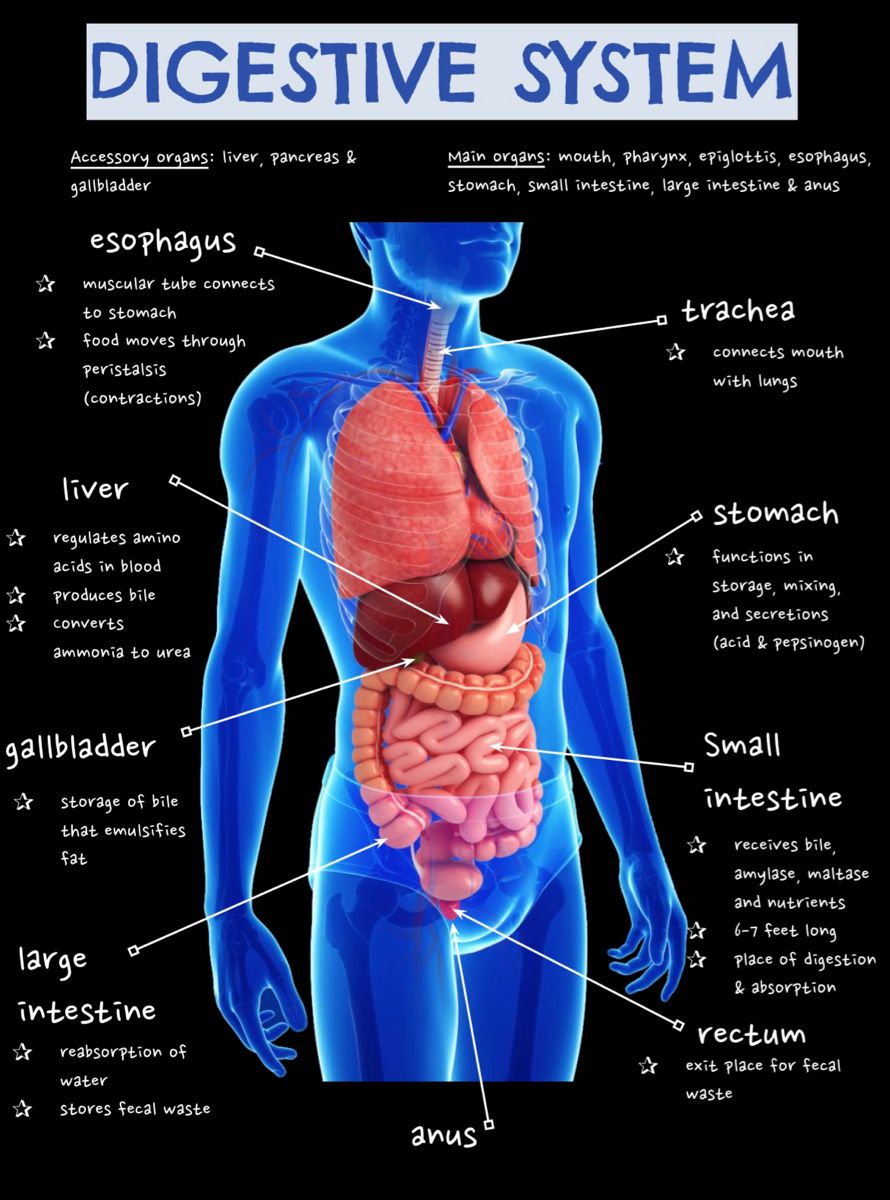 DIGESTIVE SYSTEM
Accessory organs: liver, pancreas &
gallbladder
Main organs: mouth, pharynx, epiglottis, esophagus,
stomach, small intestine, large intestine & anus
esophagus
muscular tube connects
to stomach
food moves through
peristalsis
(contractions)
trachea
connects mouth
with lungs
liver
regulates amino
acids in blood
produces bile
converts
ammonia to urea
stomach
functions in
storage, mixing,
and secretions
(acid & pepsinogen)
gallbladder
storage of bile
that emulsifies
fat
Small
intestine
receives bile,
amylase, maltase
and nutrients
6-7 feet long
place of digestion
& absorption
large
intestine
reabsorption of
water
stores fecal waste
rectum
exit place for fecal
waste
anus